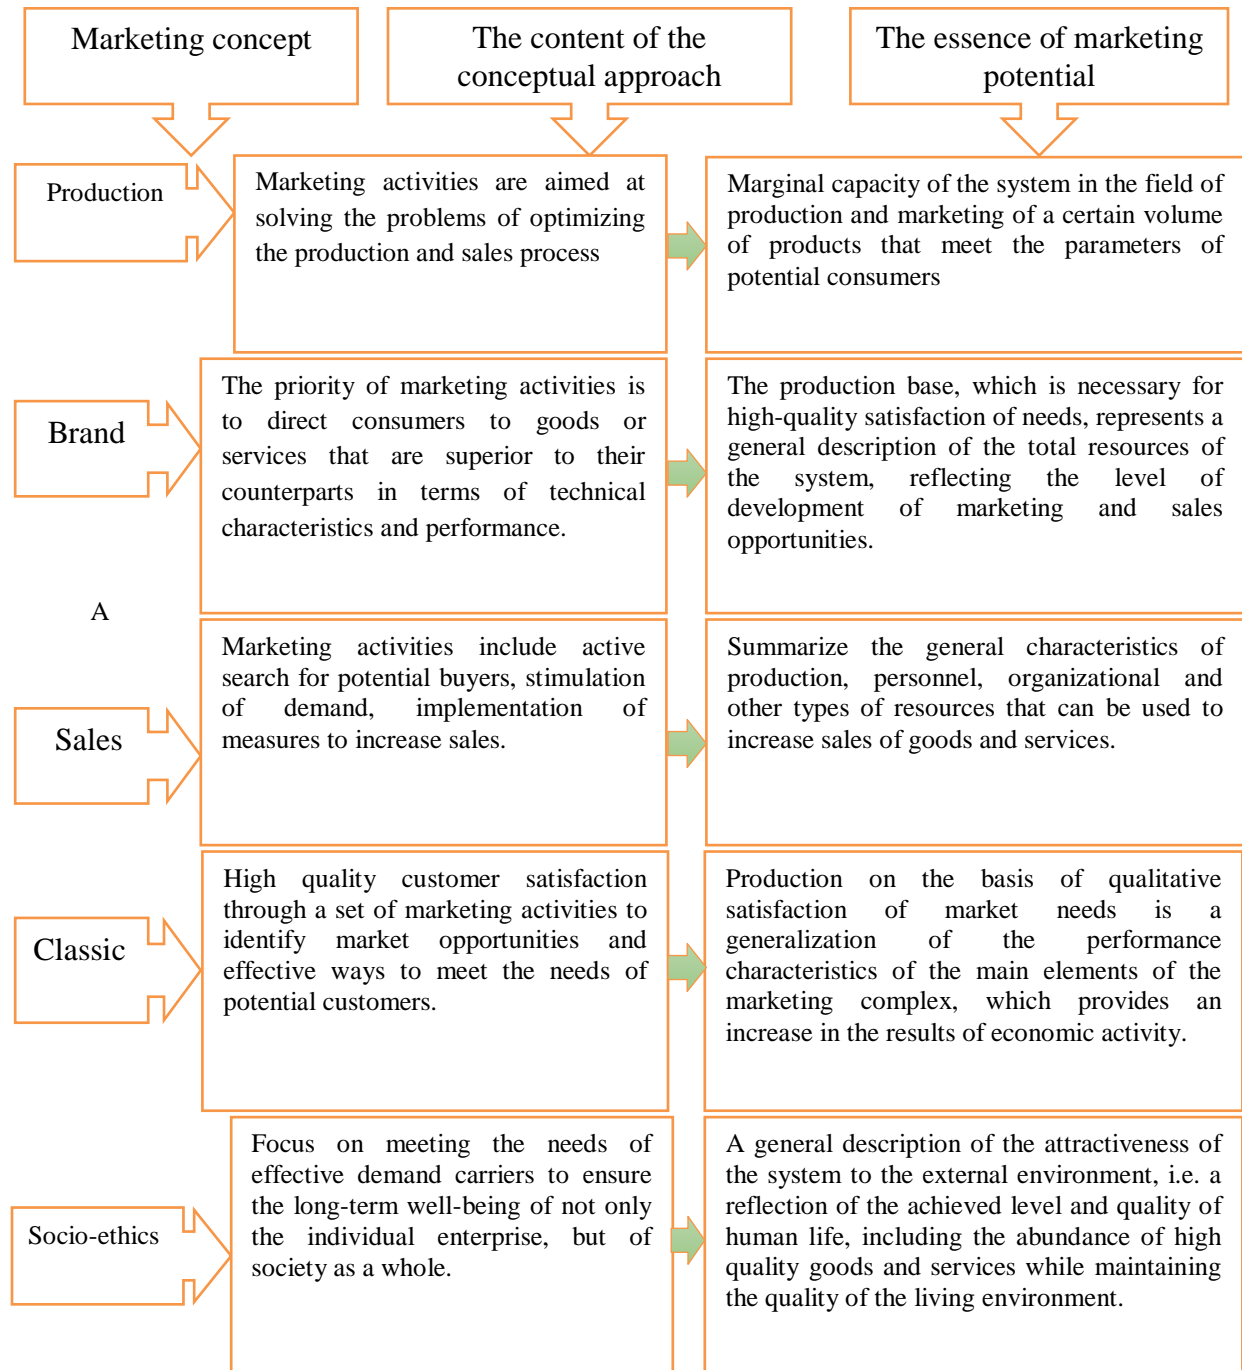 Marketing concept
The content of the
conceptual approach
The essence of marketing
potential
Production
Marketing activities are aimed at
solving the problems of optimizing
the production and sales process
Marginal capacity of the system in the field of
production and marketing of a certain volume
of products that meet the parameters of
potential consumers
Brand
The priority of marketing activities is
to direct consumers to goods or
services that are superior to their
counterparts in terms of technical
characteristics and performance.
The production base, which is necessary for
high-quality satisfaction of needs, represents a
general description of the total resources of
the system, reflecting the level of
development of marketing and sales
opportunities.
A
Sales
Marketing activities include active
search for potential buyers, stimulation
of demand, implementation of
measures to increase sales.
Summarize the general characteristics of
production, personnel, organizational and
other types of resources that can be used to
increase sales of goods and services.
Classic
High quality customer satisfaction
through a set of marketing activities to
identify market opportunities and
effective ways to meet the needs of
potential customers.
Production on the basis of qualitative
satisfaction of market needs is a
generalization of the performance
characteristics of the main elements of the
marketing complex, which provides an
increase in the results of economic activity.
Socio-ethics
Focus on meeting the needs of
effective demand carriers to ensure
the long-term well-being of not only
the individual enterprise, but of
society as a whole.
A general description of the attractiveness of
the system to the external environment, i.e. a
reflection of the achieved level and quality of
human life, including the abundance of high
quality goods and services while maintaining
the quality of the living environment.